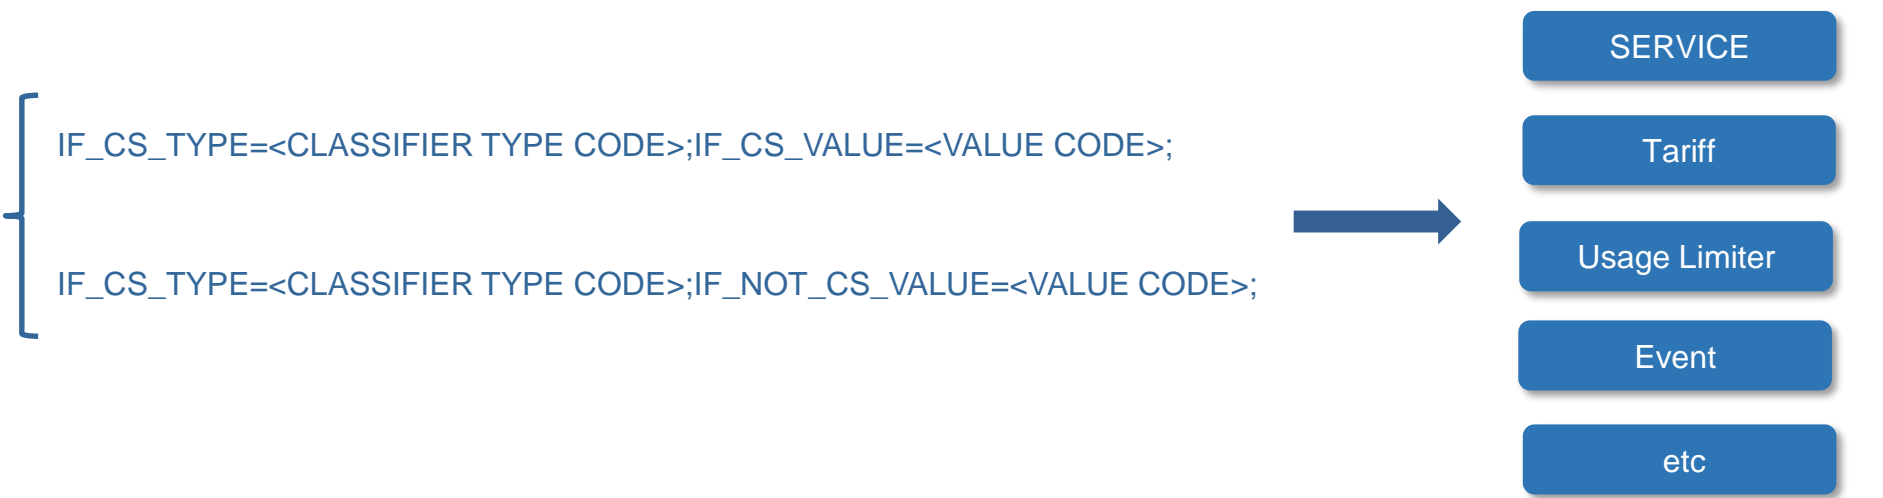 IF_CS_TYPE=<CLASSIFIER TYPE CODE>;IF_CS_VALUE=<VALUE CODE>;
IF_CS_TYPE=<CLASSIFIER TYPE CODE>;IF_NOT_CS_VALUE=<VALUE CODE>;
SERVICE
Tariff
Usage Limiter
Event
etc